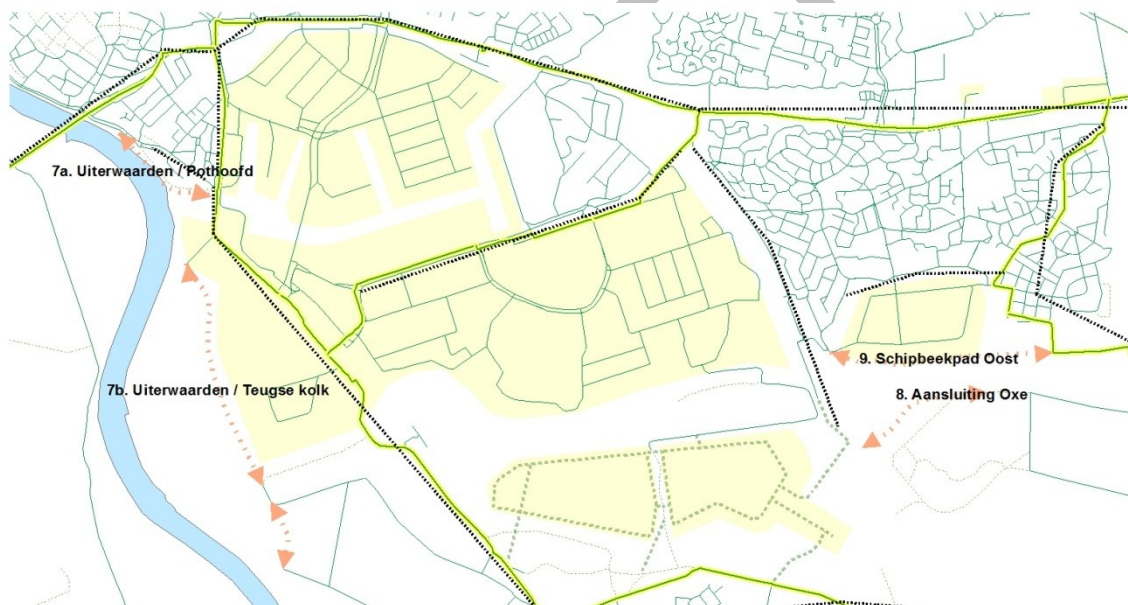 7a. Uiterwaarden / Pothoofd
9. Schipbeekpad Oost
7b. Uiterwaarden / Teugse kolk
8. Aansluiting Oxe